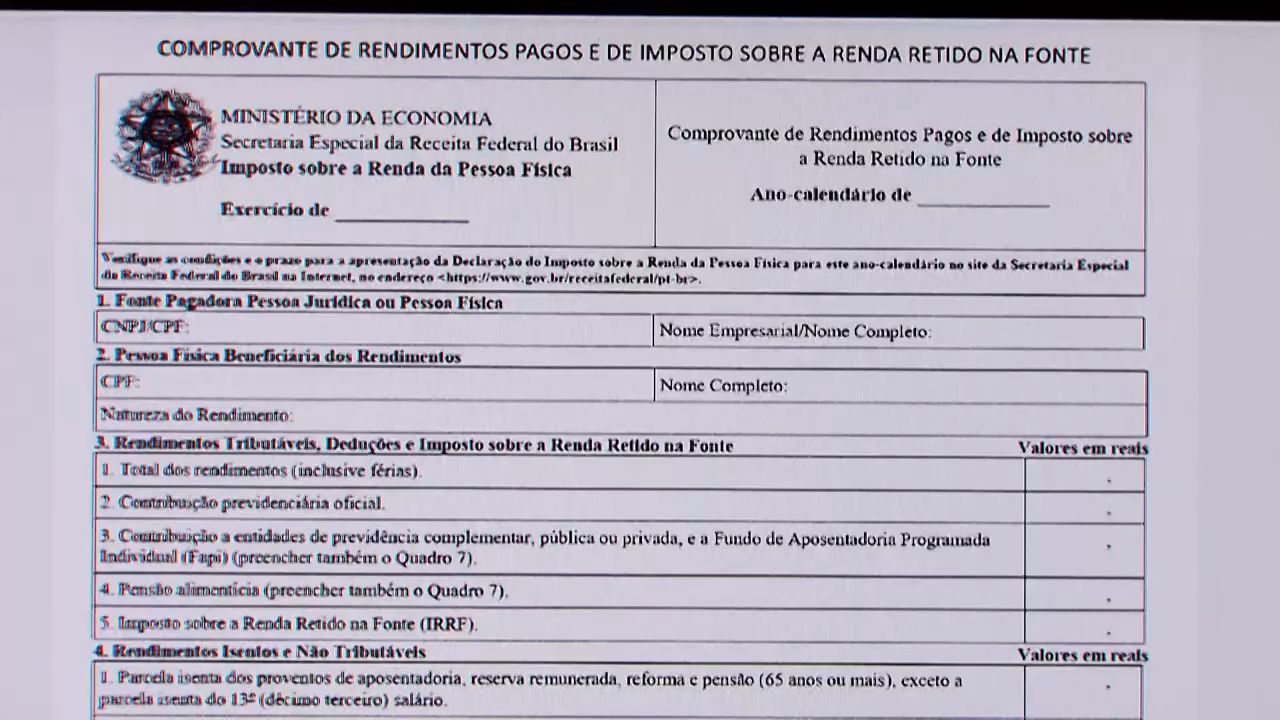 COMPROVANTE DE RENDIMENTOS PAGOS E DE IMPOSTO SOBRE A RENDA RETIDO NA FONTE
MINISTÉRIO DA ECONOMIA
Secretaria Especial da Receita Federal do Brasil
Imposto sobre a Renda da Pessoa Física
Exercício de ____________
Comprovante de Rendimentos Pagos e de Imposto sobre
a Renda Retido na Fonte
Ano-calendário de ____________
Verifique as condições e o prazo para a apresentação da Declaração do Imposto sobre a Renda da Pessoa Física para este ano-calendário no site da Secretaria Especial
da Receita Federal do Brasil na Internet, no endereço <https://www.gov.br/receitafederal/pt-br>.
1. Fonte Pagadora Pessoa Jurídica ou Pessoa Física
CNPJ/CPF:
Nome Empresarial/Nome Completo:
2. Pessoa Física Beneficiária dos Rendimentos
CPF:
Nome Completo:
Natureza do Rendimento:
3. Rendimentos Tributáveis, Deduções e Imposto sobre a Renda Retido na Fonte
Valores em reais
1. Total dos rendimentos (inclusive férias).
2. Contribuição previdenciária oficial.
3. Contribuição a entidades de previdência complementar, pública ou privada, e a Fundo de Aposentadoria Programada
Individual (Fapi) (preencher também o Quadro 7).
4. Pensão alimentícia (preencher também o Quadro 7).
5. Imposto sobre a Renda Retido na Fonte (IRRF).
4. Rendimentos Isentos e Não Tributáveis
Valores em reais
1. Parcela isenta dos proventos de aposentadoria, reserva remunerada, reforma e pensão (65 anos ou mais), exceto a
parcela isenta do 13º (décimo terceiro) salário.